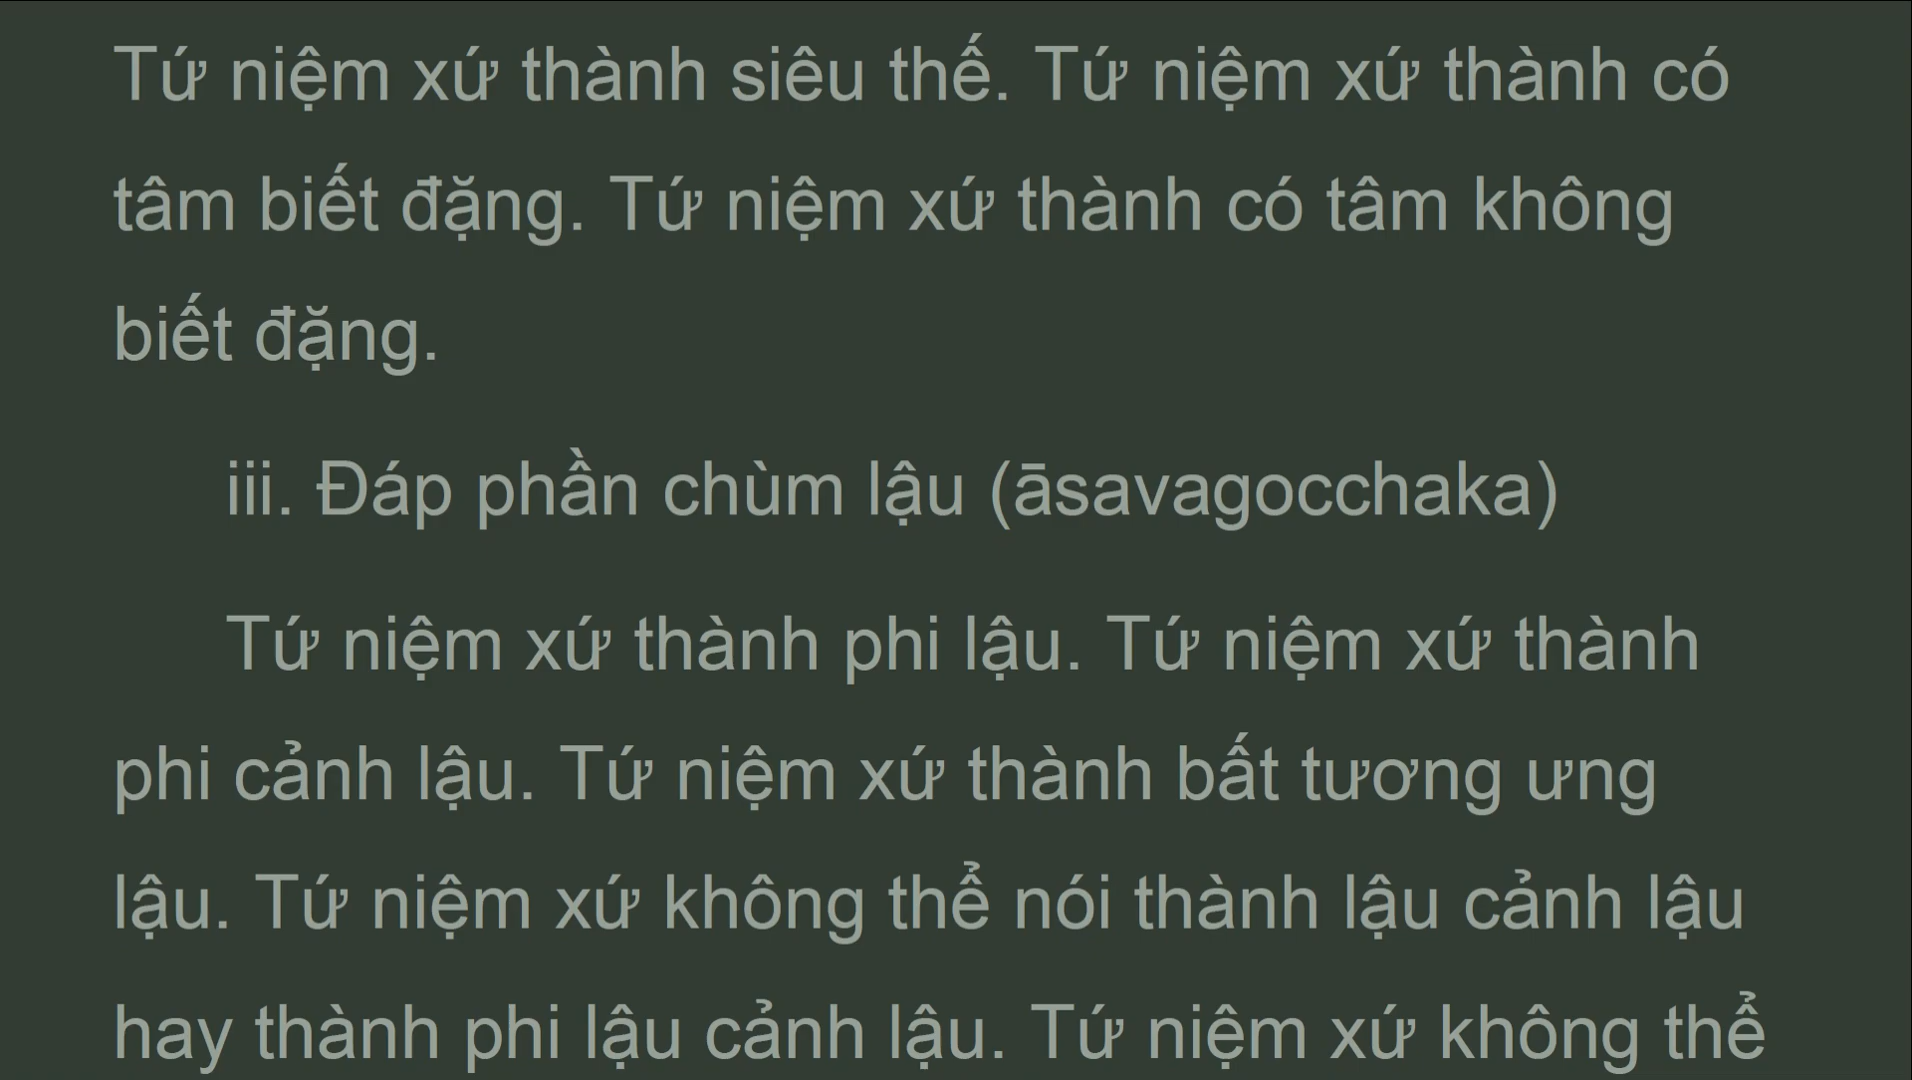 Tứ niệm xứ thành siêu thế. Tứ niệm xứ thành có
tâm biết đặng. Tứ niệm xứ thành có tâm không
biết đặng.
iii. Đáp phần chùm lậu (āsavagocchaka)
Tứ niệm xứ thành phi lậu. Tứ niệm xứ thành
phi cảnh lậu. Tứ niệm xứ thành bất tương ưng
lậu. Tứ niệm xứ không thể nói thành lậu cảnh lậu
hay thành phi lậu cảnh lậu. Tứ niệm xứ không thể